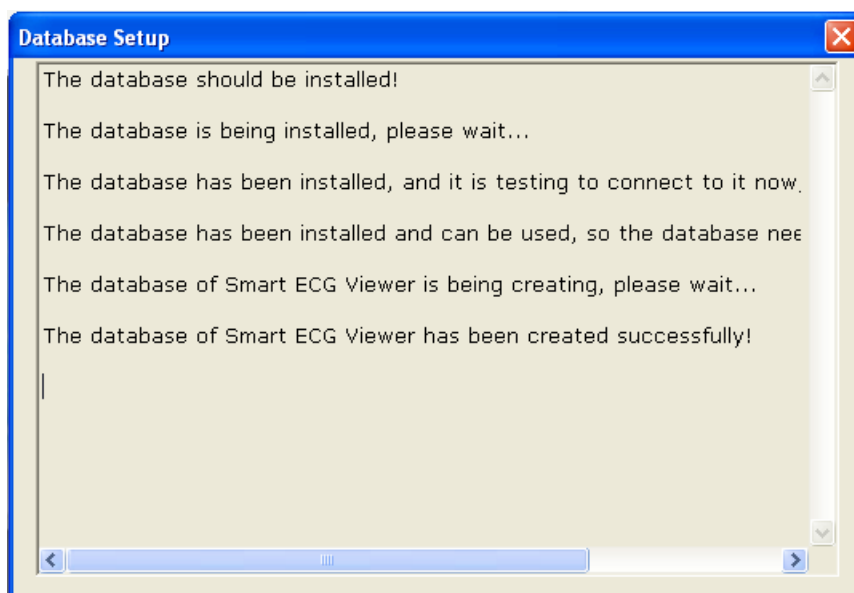 Database Setup
The database should be installed!
The database is being installed, please wait...
The database has been installed, and it is testing to connect to it now,
The database has been installed and can be used, so the database nee
The database of Smart ECG Viewer is being creating, please wait...
The database of Smart ECG Viewer has been created successfully!